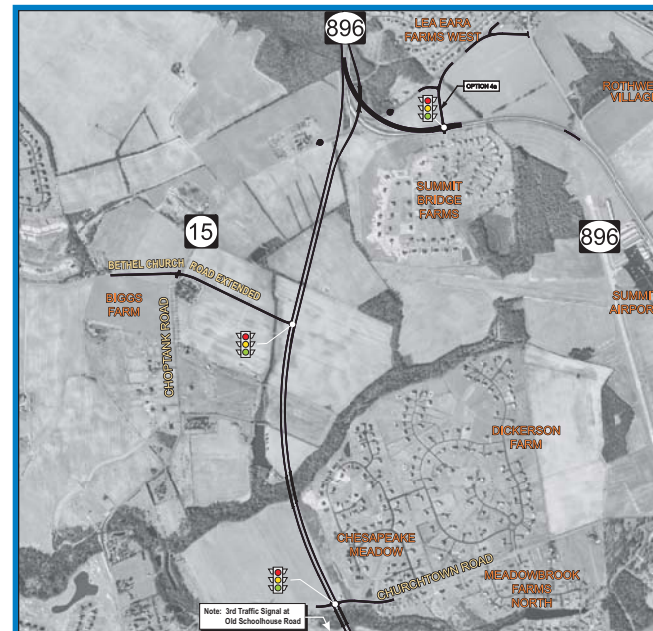 896
LEA EARA
FARMS WEST
OPTION 4a
ROTHWE
VILLAG
SUMMIT
BRIDGE
FARMS
15
896
BETHEL CHURCH ROAD EXTENDED
BIGGS
FARM
SUMMI
AIRPOR
CHOPTANK ROAD
DICKERSON
FARM
CHESAPEAKE
MEADOW
CHURCHTOWN ROAD
MEADOWBROOK
FARMS
NORTH
Note: 3rd Traffic Signal at
Old Schoolhouse Road